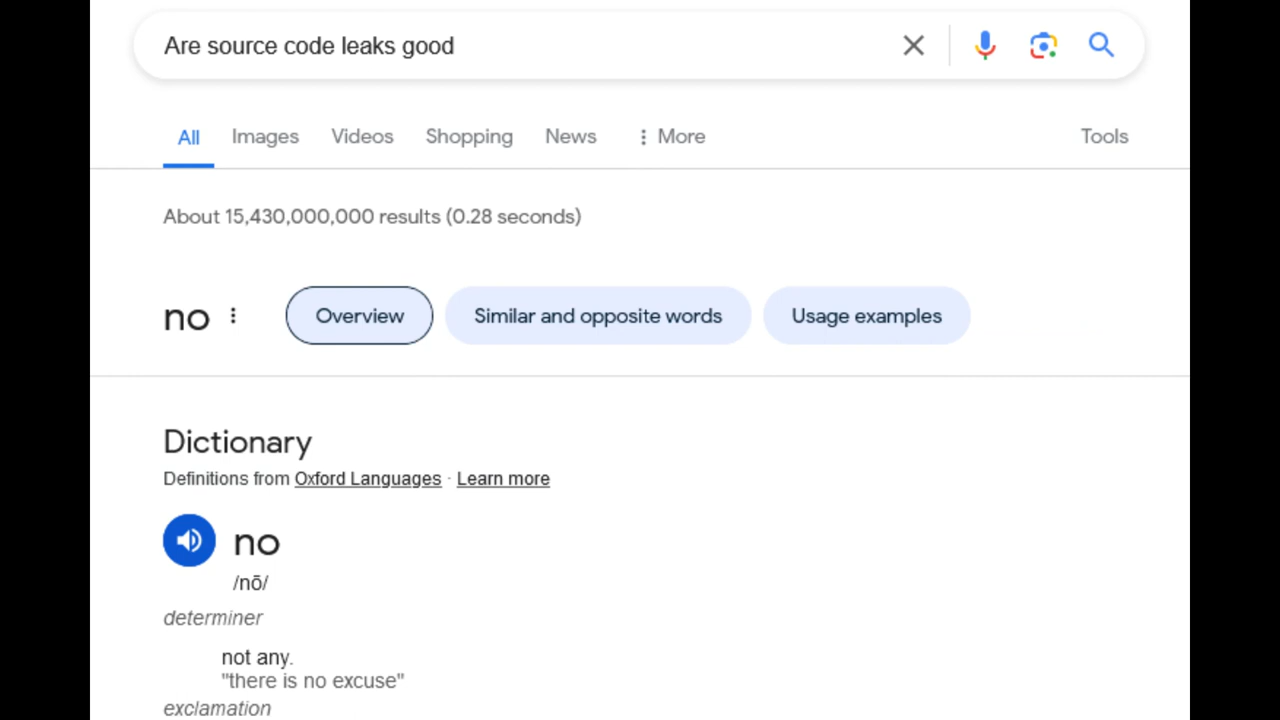 Are source code leaks good
All Images Videos Shopping News More Tools
About 15,430,000,000 results (0.28 seconds)
no Overview Similar and opposite words Usage examples
Dictionary
Definitions from Oxford Languages · Learn more
no
/nō/
determiner
not any.
"there is no excuse"
exclamation